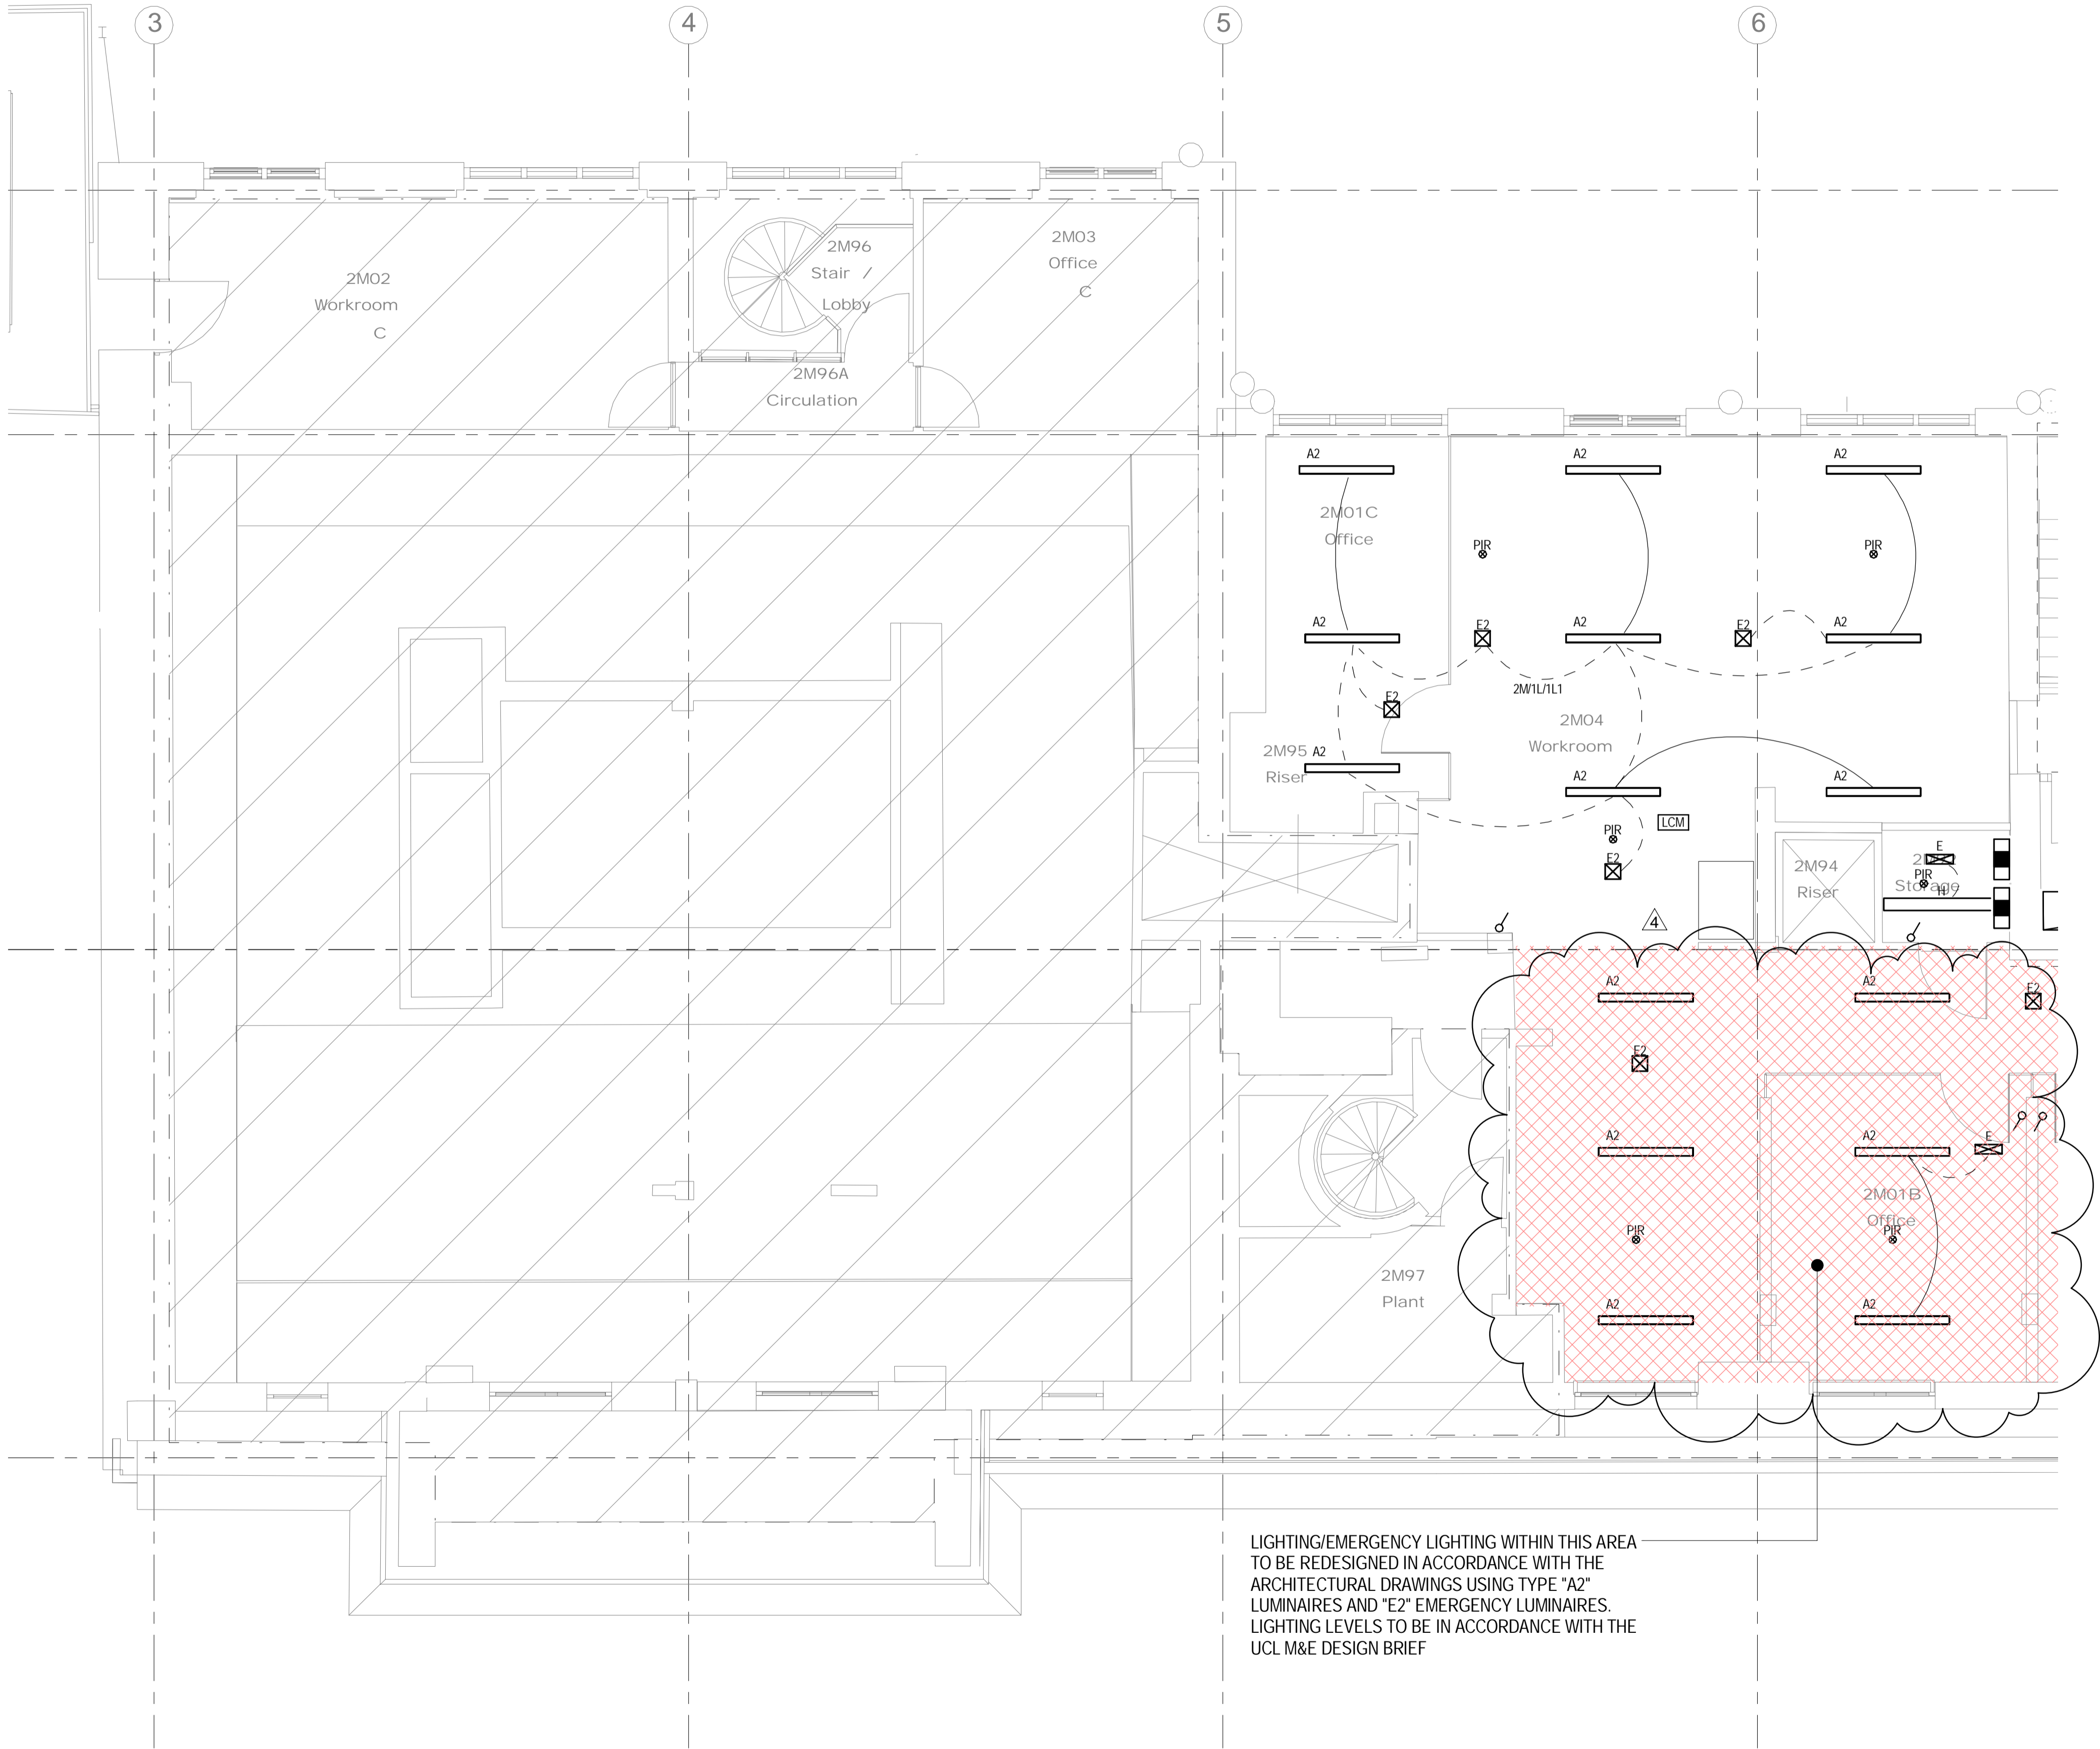 3
4
5
6
2M02
Workroom
C
2M96
Stair /
Lobby
2M03
Office
C
2M96A
Circulation
A2
A2
A2
2M01C
Office
PIR
PIR
A2
E2
A2
E2
A2
2M/1L/1L1
E2
2M04
Workroom
2M95
Riser
A2
A2
A2
LCM
PIR
E2
2M94
Riser
E
PIR
Storage
H
4
A2
A2
E2
E2
A2
A2
E
2M01B
Office
PIR
PIR
2M97
Plant
A2
A2
LIGHTING/EMERGENCY LIGHTING WITHIN THIS AREA
TO BE REDESIGNED IN ACCORDANCE WITH THE
ARCHITECTURAL DRAWINGS USING TYPE "A2"
LUMINAIRES AND "E2" EMERGENCY LUMINAIRES.
LIGHTING LEVELS TO BE IN ACCORDANCE WITH THE
UCL M&E DESIGN BRIEF